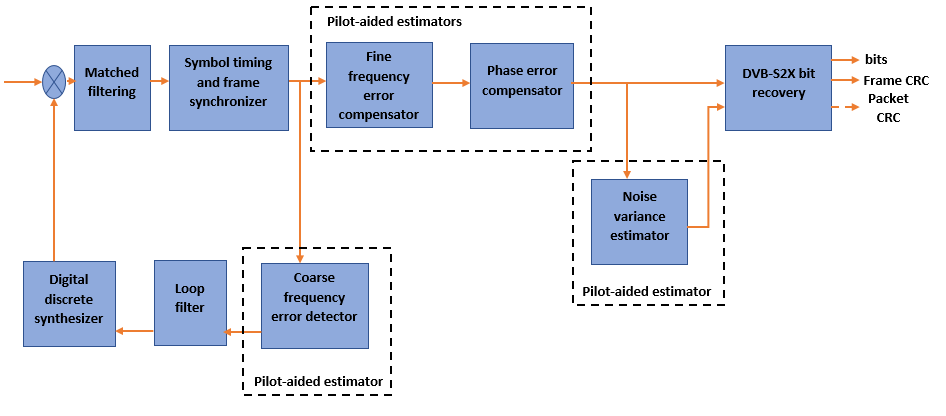 Pilot-aided estimators
Matched
filtering
Symbol timing
and frame
synchronizer
Fine
frequency
error
compensator
Phase error
compensator
DVB-S2X bit
recovery
bits
Frame CRC
Packet
CRC
Noise
variance
estimator
Pilot-aided estimator
Digital
discrete
synthesizer
Loop
filter
Coarse
frequency
error detector
Pilot-aided estimator